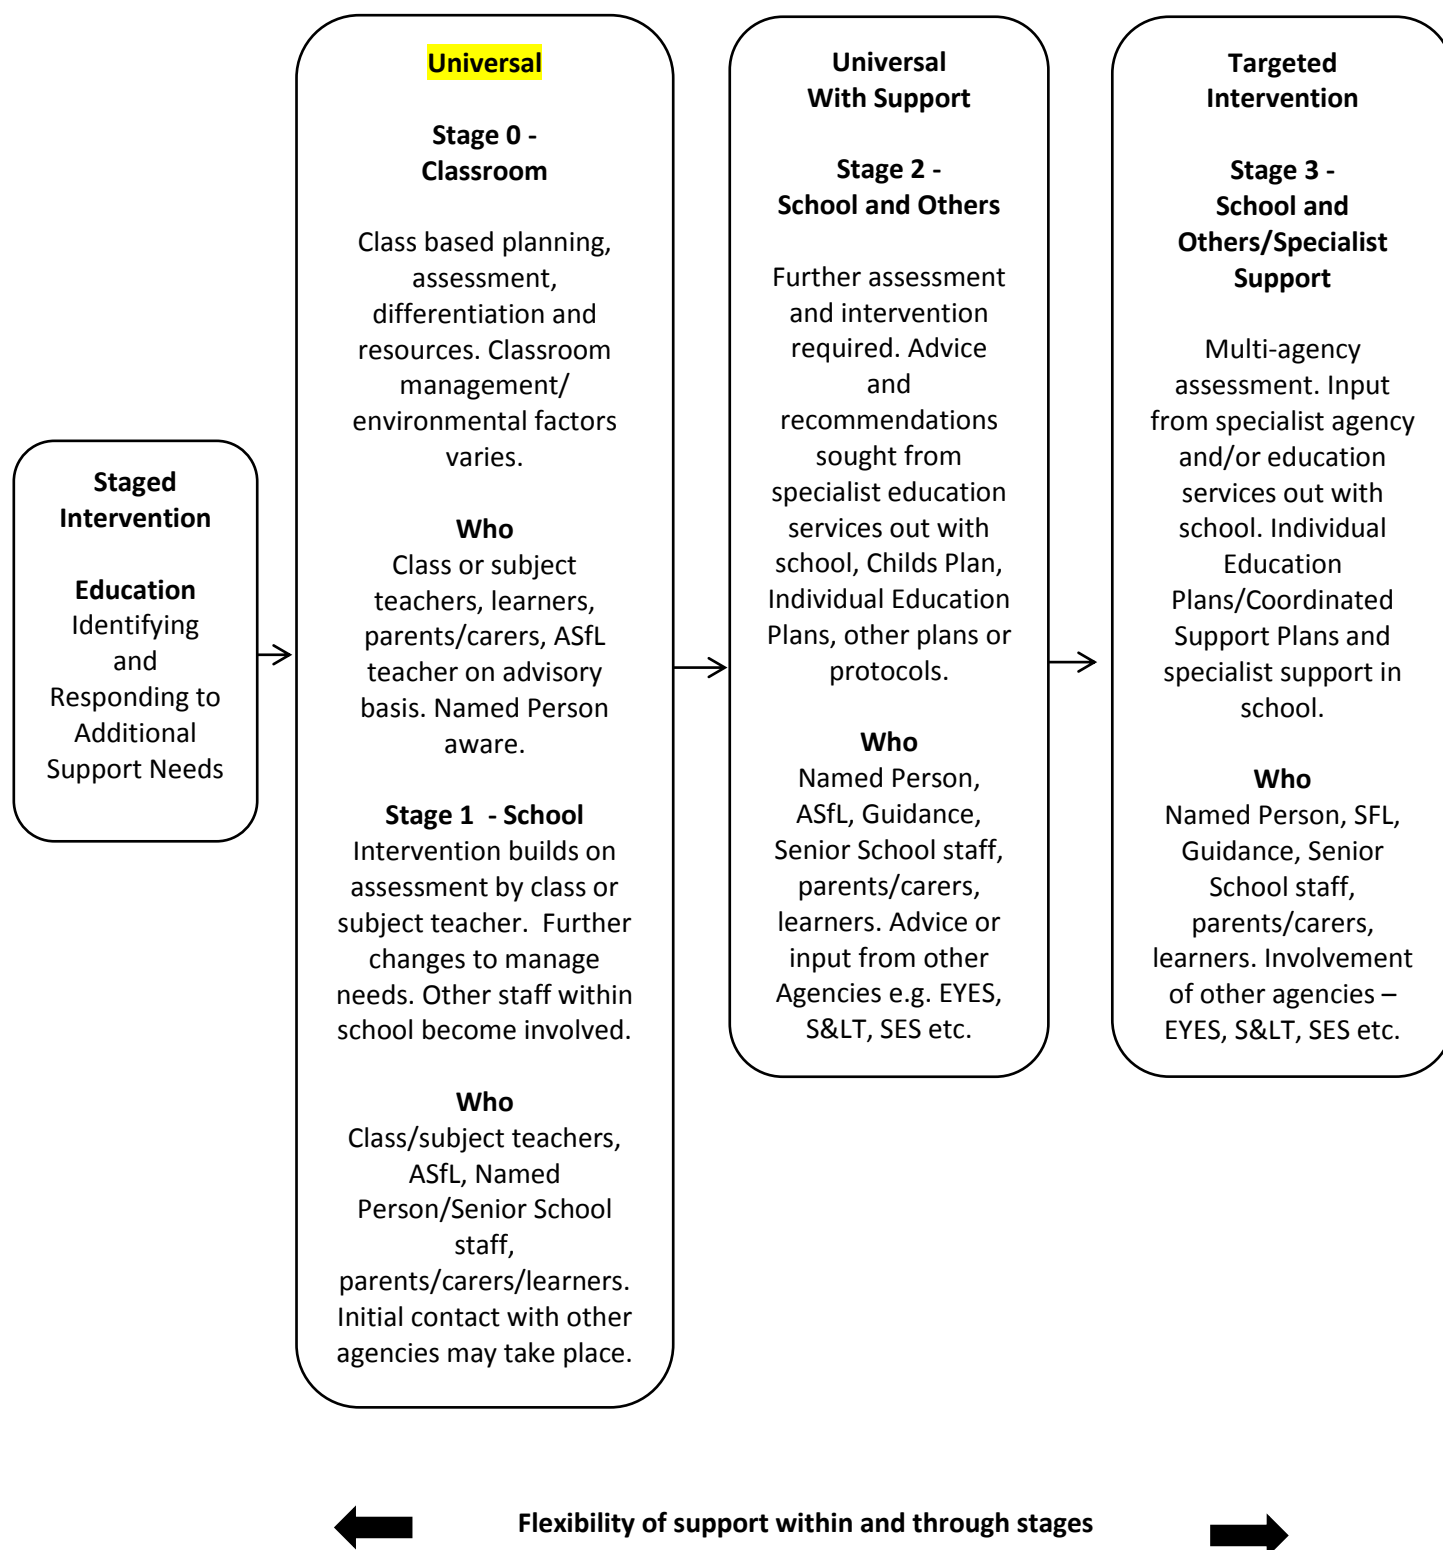 Staged
Intervention
Education
Identifying
and
Responding to
Additional
Support Needs
Universal
Stage 0 -
Classroom
Class based planning,
assessment,
differentiation and
resources. Classroom
management/
environmental factors
varies.
Who
Class or subject
teachers, learners,
parents/carers, ASfL
teacher on advisory
basis. Named Person
aware.
Stage 1  - School
Intervention builds on
assessment by class or
subject teacher.  Further
changes to manage
needs. Other staff within
school become involved.
Who
Class/subject teachers,
ASfL, Named
Person/Senior School
staff,
parents/carers/learners.
Initial contact with other
agencies may take place.
Universal
With Support
Stage 2 -
School and Others
Further assessment
and intervention
required. Advice
and
recommendations
sought from
specialist education
services out with
school, Childs Plan,
Individual Education
Plans, other plans or
protocols.
Who
Named Person,
ASfL, Guidance,
Senior School staff,
parents/carers,
learners. Advice or
input from other
Agencies e.g. EYES,
S&LT, SES etc.
Targeted
Intervention
Stage 3 -
School and
Others/Specialist
Support
Multi-agency
assessment. Input
from specialist agency
and/or education
services out with
school. Individual
Education
Plans/Coordinated
Support Plans and
specialist support in
school.
Who
Named Person, SFL,
Guidance, Senior
School staff,
parents/carers,
learners. Involvement
of other agencies –
EYES, S&LT, SES etc.
Flexibility of support within and through stages